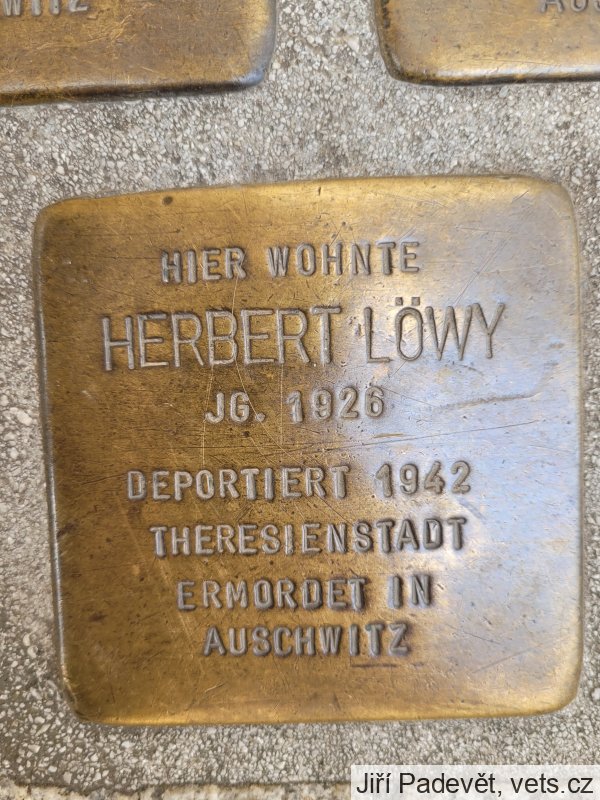 HIER WOHNTE
HERBERT LÖWY
JG. 1926
DEPORTIERT 1942
THERESIENSTADT
ERMORDET IN
AUSCHWITZ
Jiří Padevět, vets.cz